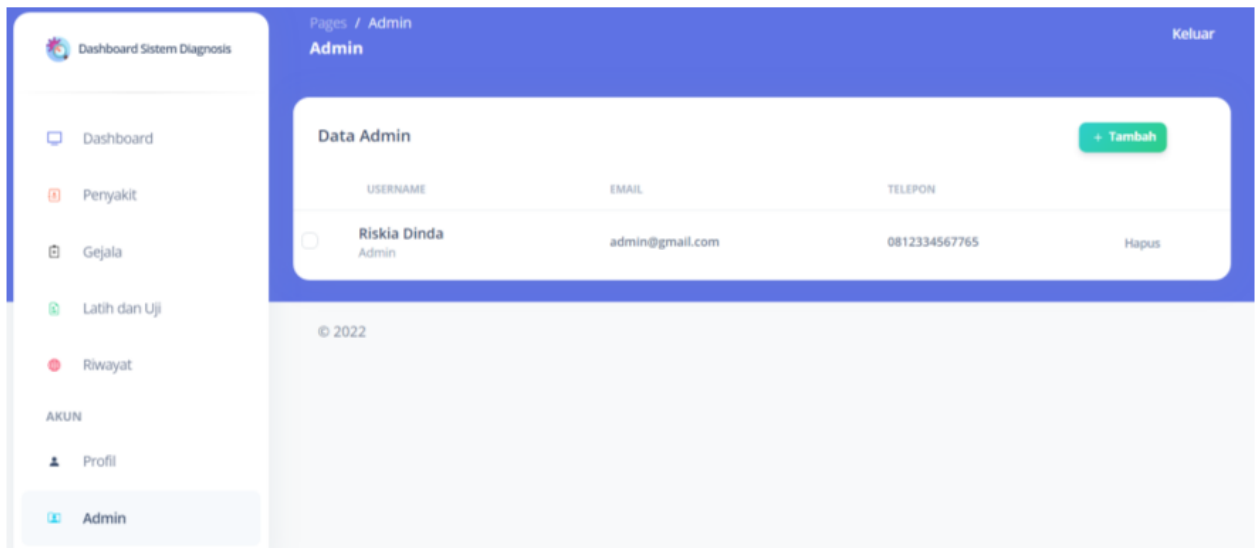 Dashboard Sistem Diagnosis
Dashboard
Penyakit
Gejala
Latih dan Uji
Riwayat
AKUN
Profil
Admin
Pages / Admin
Admin
Keluar
Data Admin
+ Tambah
USERNAME EMAIL TELEPON
Riskia Dinda
Admin
admin@gmail.com
0812334567765
Hapus
© 2022